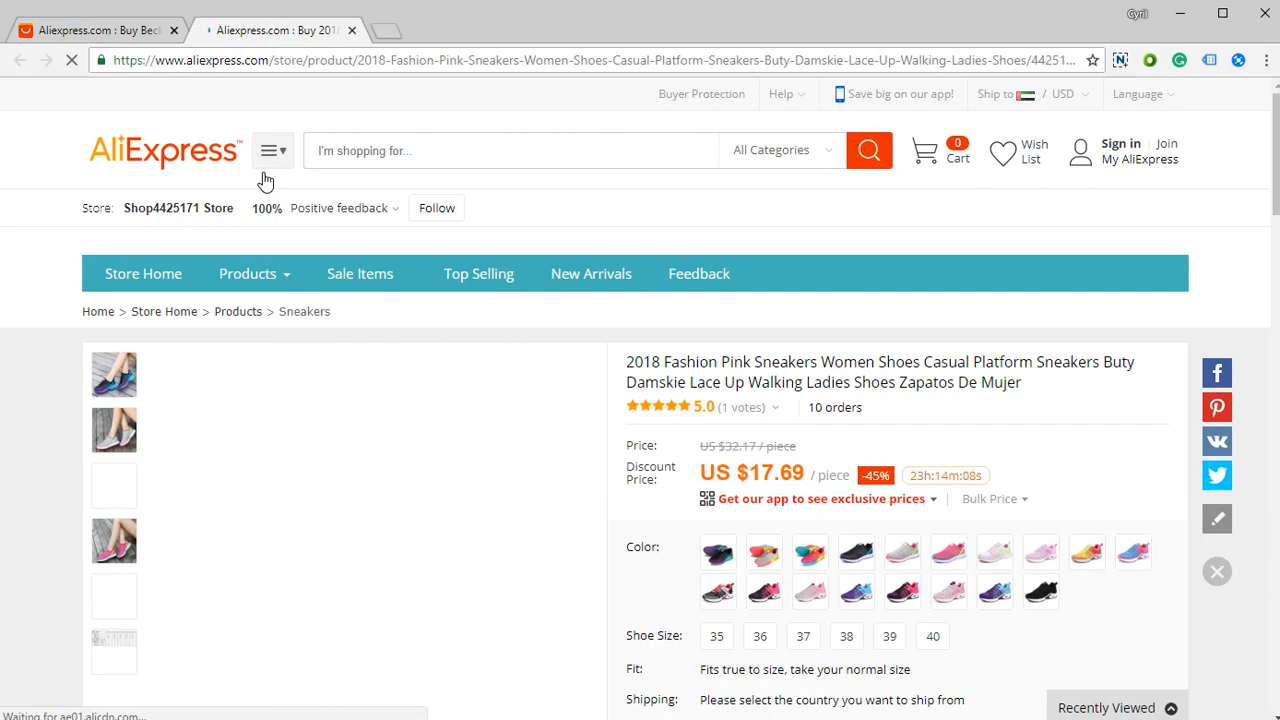 Cyril
Aliexpress.com : Buy Bec
Aliexpress.com : Buy 201
https://www.aliexpress.com/store/product/2018-Fashion-Pink-Sneakers-Women-Shoes-Casual-Platform-Sneakers-Buty-Damskie-Lace-Up-Walking-Ladies-Shoes/44251...
Buyer Protection
Help
Save big on our app!
Ship to / USD
Language
AliExpress™
I'm shopping for...
All Categories
0
Cart
Wish
List
Sign in | Join
My AliExpress
Store: Shop4425171 Store 100% Positive feedback Follow
Store Home Products Sale Items Top Selling New Arrivals Feedback
Home > Store Home > Products > Sneakers
2018 Fashion Pink Sneakers Women Shoes Casual Platform Sneakers Buty
Damskie Lace Up Walking Ladies Shoes Zapatos De Mujer
5.0 (1 votes) 10 orders
Price: US $32.17 / piece
Discount
Price:
US $17.69 / piece -45% 23h:14m:08s
Get our app to see exclusive prices Bulk Price
Color:
Shoe Size: 35 36 37 38 39 40
Fit: Fits true to size, take your normal size
Shipping: Please select the country you want to ship from
Recently Viewed
Waiting for ae01.alicdn.com...